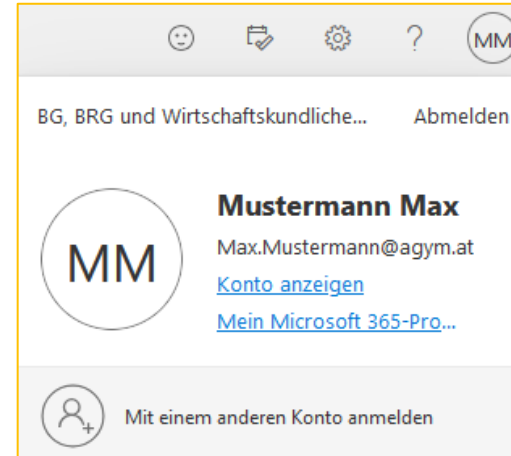 ? MM
BG, BRG und Wirtschaftskundliche... Abmelden
MM
Mustermann Max
Max.Mustermann@agym.at
Konto anzeigen
Mein Microsoft 365-Pro...
Mit einem anderen Konto anmelden